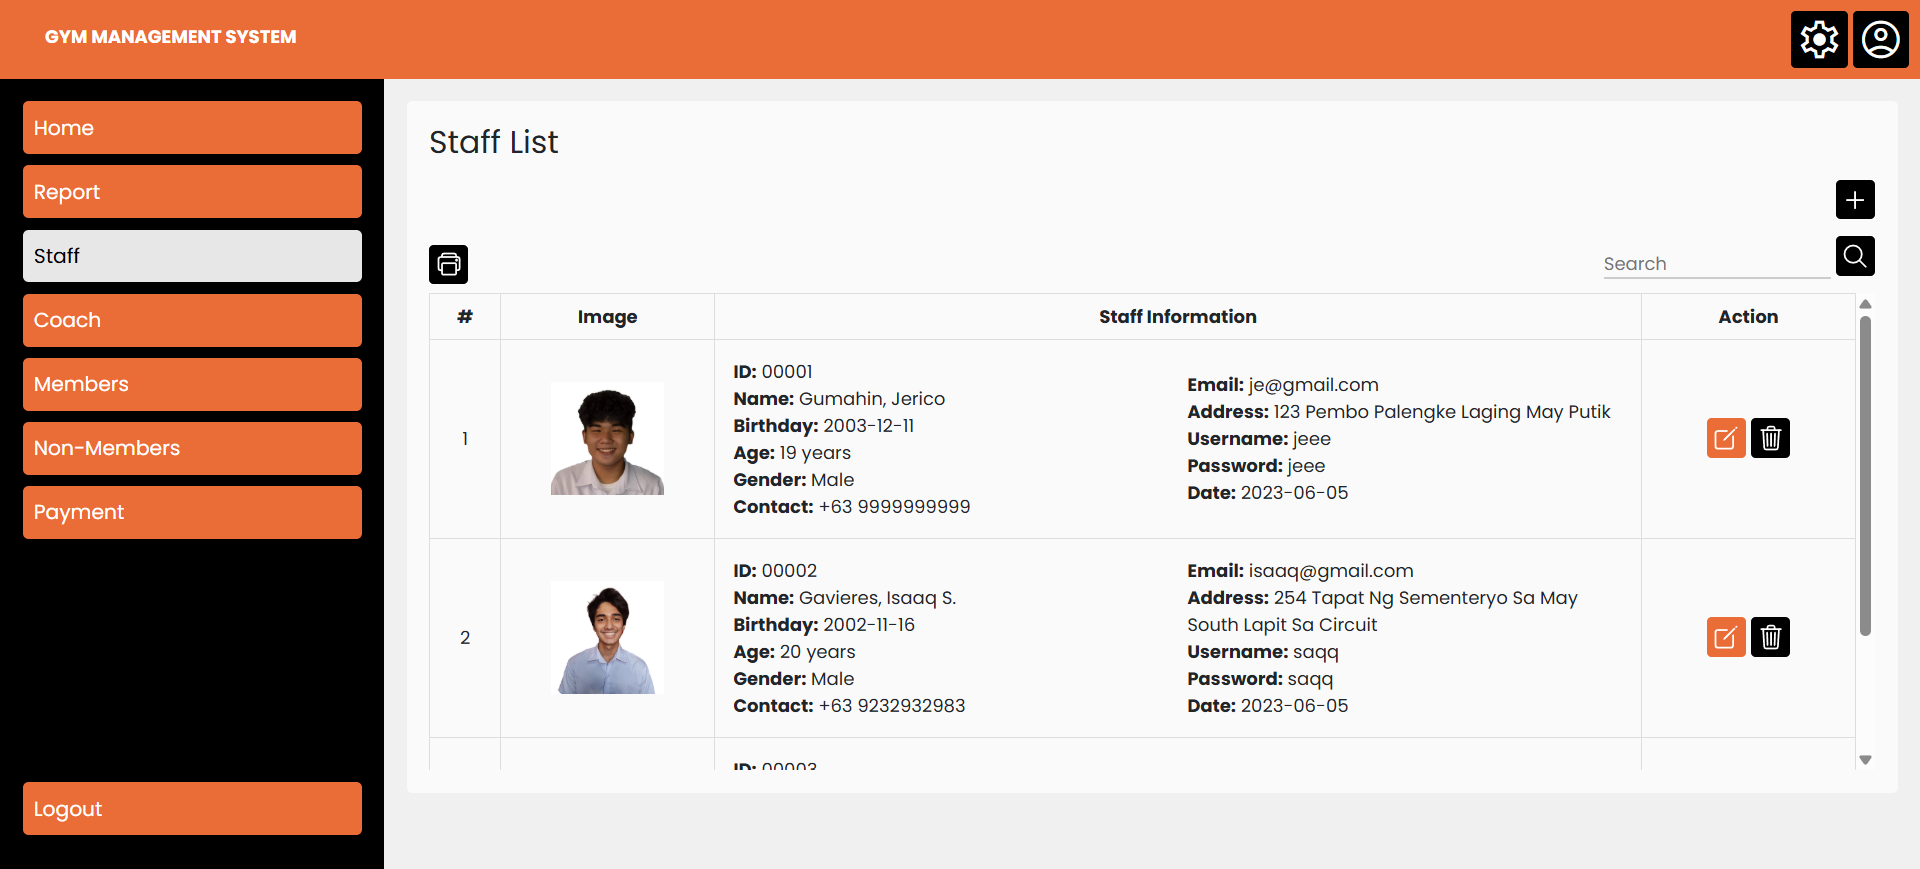 GYM MANAGEMENT SYSTEM
Home
Report
Staff
Coach
Members
Non-Members
Payment
Logout
Staff List
Search
# Image Staff Information Action
1
ID: 00001
Name: Gumahin, Jerico
Birthday: 2003-12-11
Age: 19 years
Gender: Male
Contact: +63 9999999999
Email: je@gmail.com
Address: 123 Pembo Palengke Laging May Putik
Username: jeee
Password: jeee
Date: 2023-06-05
2
ID: 00002
Name: Gavieres, Isaaq S.
Birthday: 2002-11-16
Age: 20 years
Gender: Male
Contact: +63 9232932983
Email: isaaq@gmail.com
Address: 254 Tapat Ng Sementeryo Sa May
South Lapit Sa Circuit
Username: saqq
Password: saqq
Date: 2023-06-05
ID: 00003